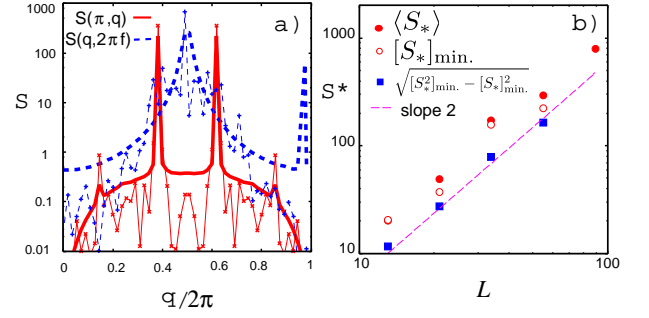 S(π,q)
S(q,2πf)
a)
1000
100
10
1
0.1
0.01
S
0
0.2
0.4
0.6
0.8
1
q/2π
b)
⟨S*⟩
[S*]min.
√[S*²]min. − [S*]²min.
slope 2
S*
1000
100
10
10
100
L